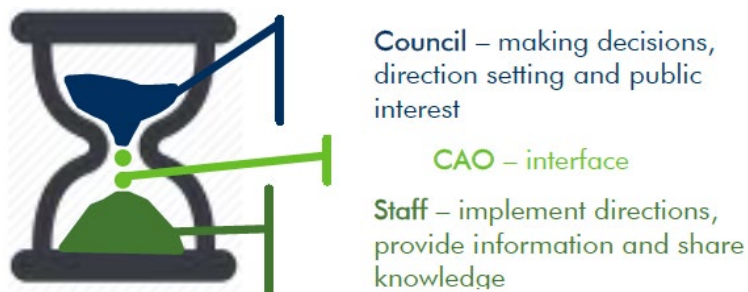 Council – making decisions,
direction setting and public
interest
CAO – interface
Staff – implement directions,
provide information and share
knowledge